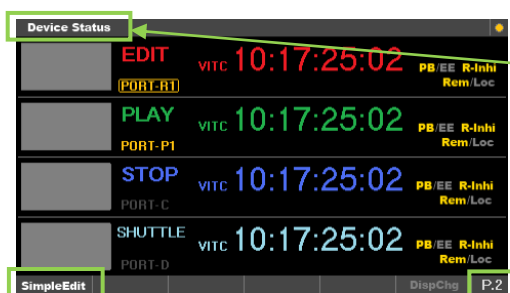 Device Status
EDIT VITC 10:17:25:02 PB/EE R-Inhi
PORT-R1 Rem/Loc
PLAY VITC 10:17:25:02 PB/EE R-Inhi
PORT-P1 Rem/Loc
STOP VITC 10:17:25:02 PB/EE R-Inhi
PORT-C Rem/Loc
SHUTTLE VITC 10:17:25:02 PB/EE R-Inhi
PORT-D Rem/Loc
SimpleEdit DispChg P.2